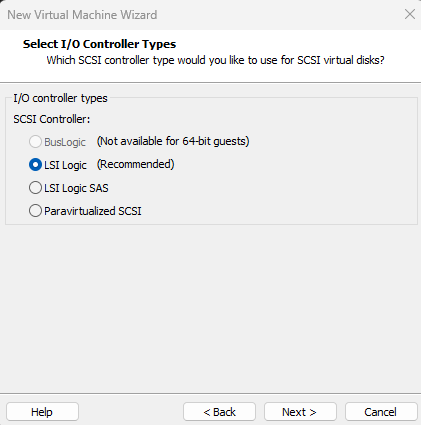 New Virtual Machine Wizard
Select I/O Controller Types
Which SCSI controller type would you like to use for SCSI virtual disks?
I/O controller types
SCSI Controller:
BusLogic (Not available for 64-bit guests)
LSI Logic (Recommended)
LSI Logic SAS
Paravirtualized SCSI
Help < Back Next > Cancel